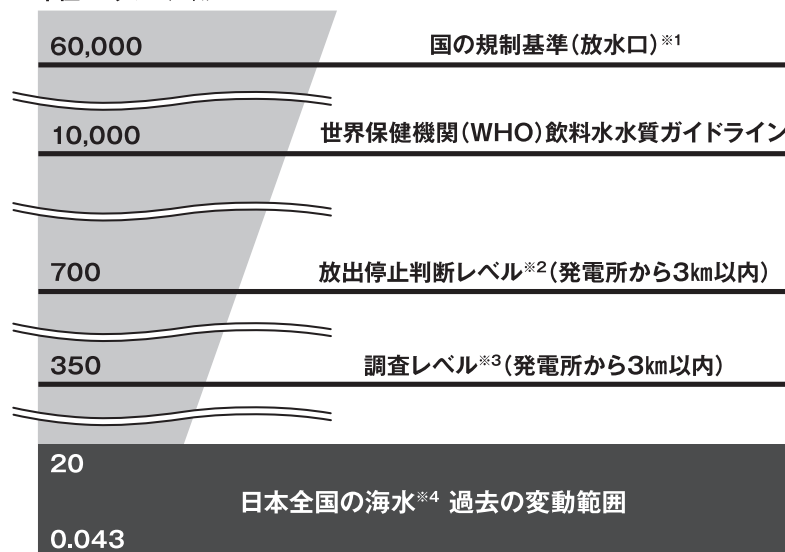 60,000 国の規制基準（放水口）※1
10,000 世界保健機関（WHO）飲料水水質ガイドライン
700 放出停止判断レベル※2（発電所から3㎞以内）
350 調査レベル※3（発電所から3㎞以内）
20
日本全国の海水※4 過去の変動範囲
0.043